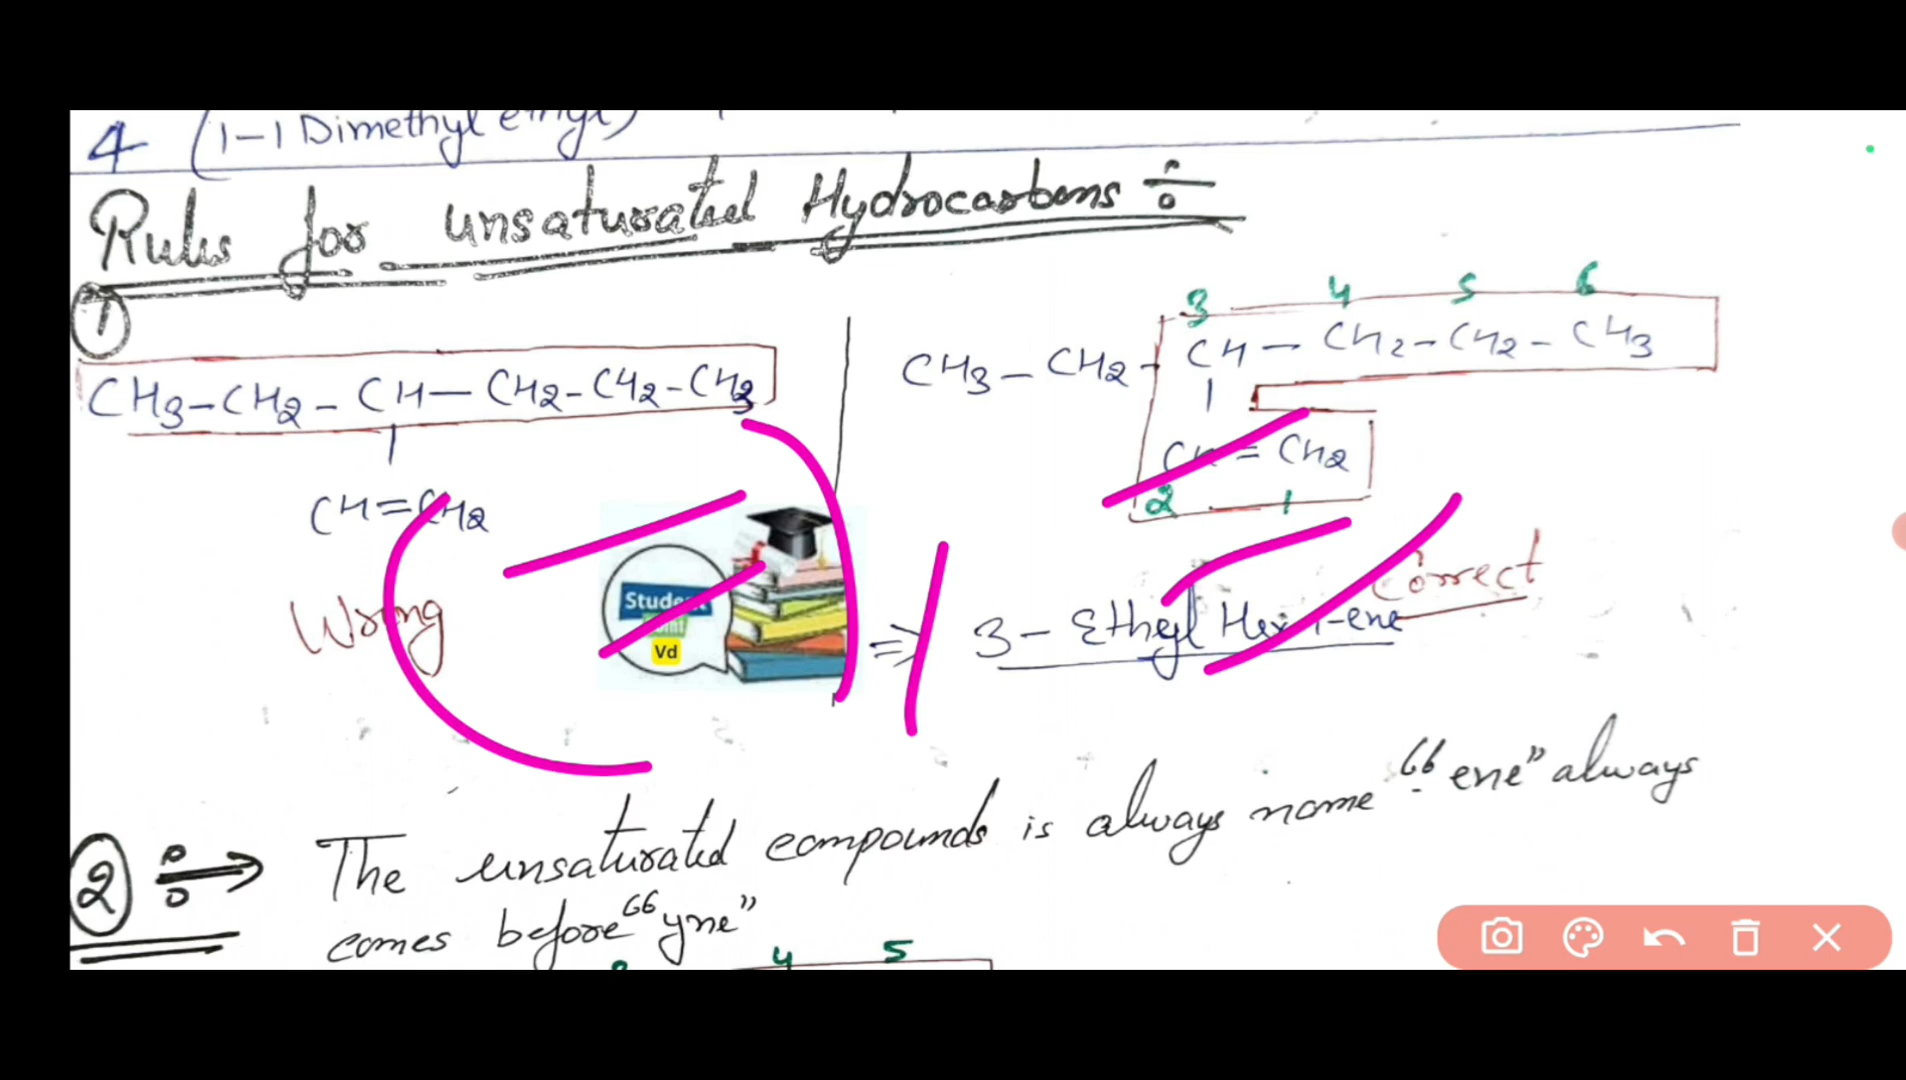 4 (1-1 Dimethyl ethyl)
Rules for unsaturated Hydrocarbons ÷
1
3 4 5 6
CH3-CH2-CH-CH2-CH2-CH3
CH3-CH2-CH-CH2-CH2-CH3
CH=CH2
CH=CH2
2 1
Wrong
Student
Point
Vd
Correct
⇒ 3-Ethyl Hex 1-ene
2 ÷→ The unsaturated compounds is always name “ene” always
comes before “yne”
4 5